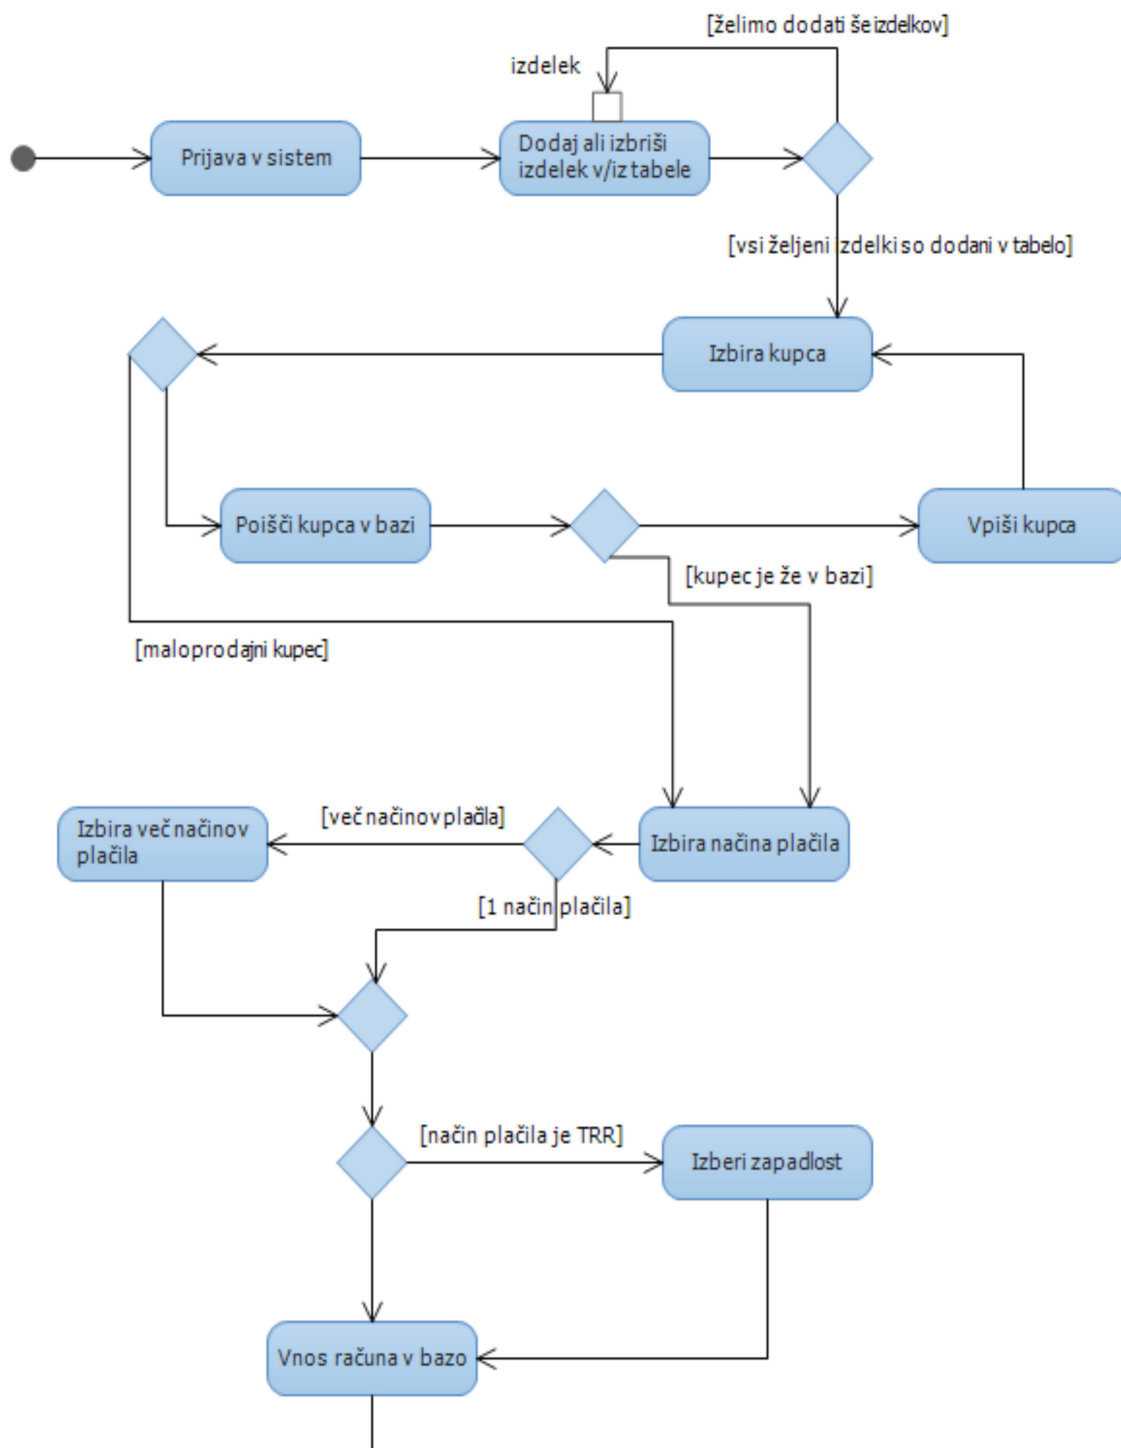 [želimo dodati še izdelkov]
izdelek
Prijava v sistem
Dodaj ali izbriši
izdelek v/iz tabele
[vsi željeni izdelki so dodani v tabelo]
Izbira kupca
Poišči kupca v bazi
Vpiši kupca
[kupec je že v bazi]
[maloprodajni kupec]
Izbira več načinov
plačila
[več načinov plačila]
Izbira načina plačila
[1 način plačila]
[način plačila je TRR]
Izberi zapadlost
Vnos računa v bazo